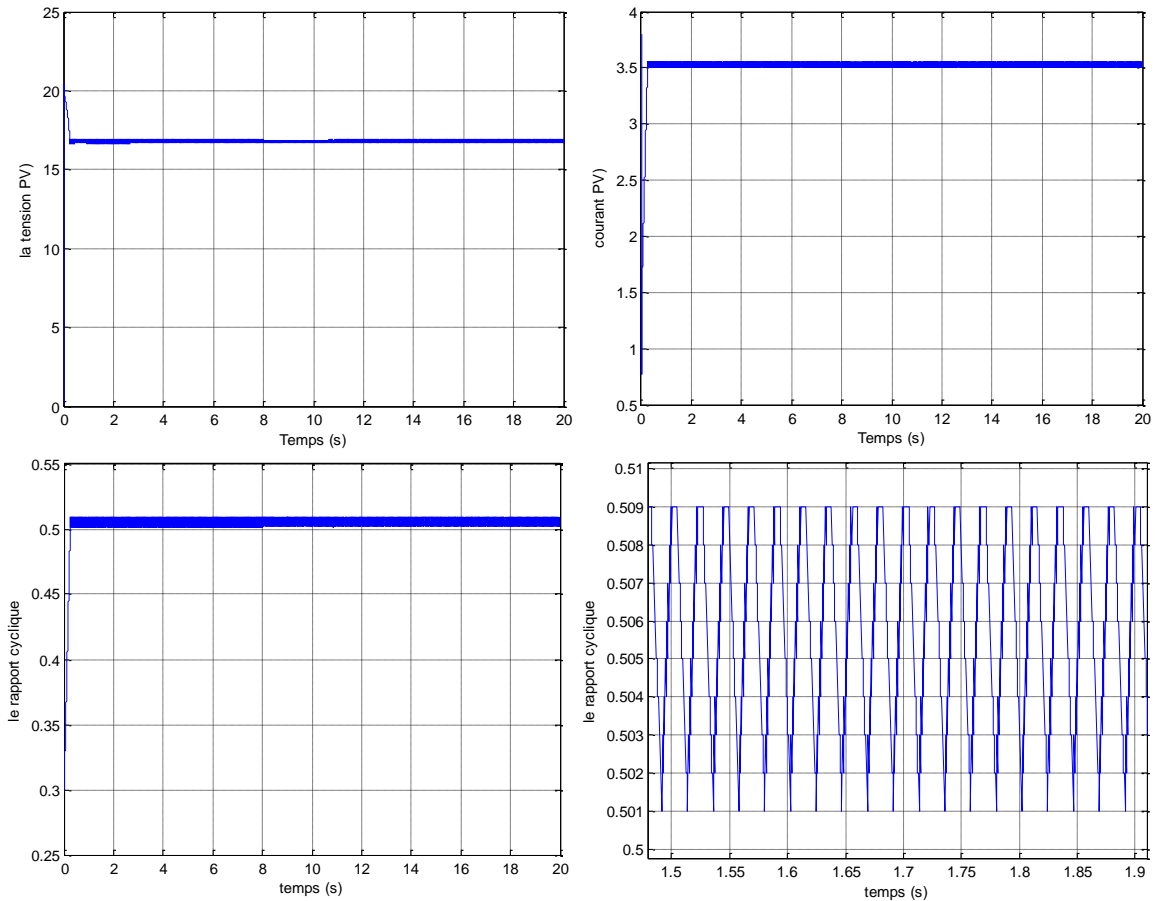 25
20
15
10
5
0
la tension PV)
0 2 4 6 8 10 12 14 16 18 20
Temps (s)
4
3.5
3
2.5
2
1.5
1
0.5
courant PV)
0 2 4 6 8 10 12 14 16 18 20
Temps (s)
0.55
0.5
0.45
0.4
0.35
0.3
0.25
le rapport cyclique
0 2 4 6 8 10 12 14 16 18 20
temps (s)
0.51
0.509
0.508
0.507
0.506
0.505
0.504
0.503
0.502
0.501
0.5
le rapport cyclique
1.5 1.55 1.6 1.65 1.7 1.75 1.8 1.85 1.9
temps (s)